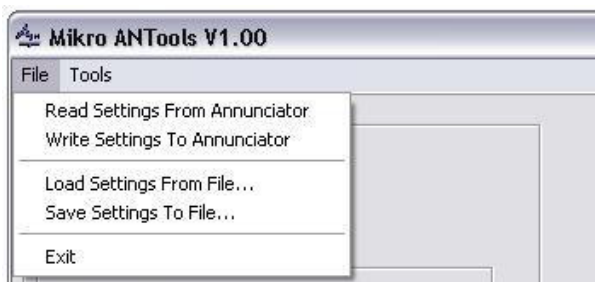 Mikro ANTools V1.00
File Tools
Read Settings From Annunciator
Write Settings To Annunciator
Load Settings From File...
Save Settings To File...
Exit